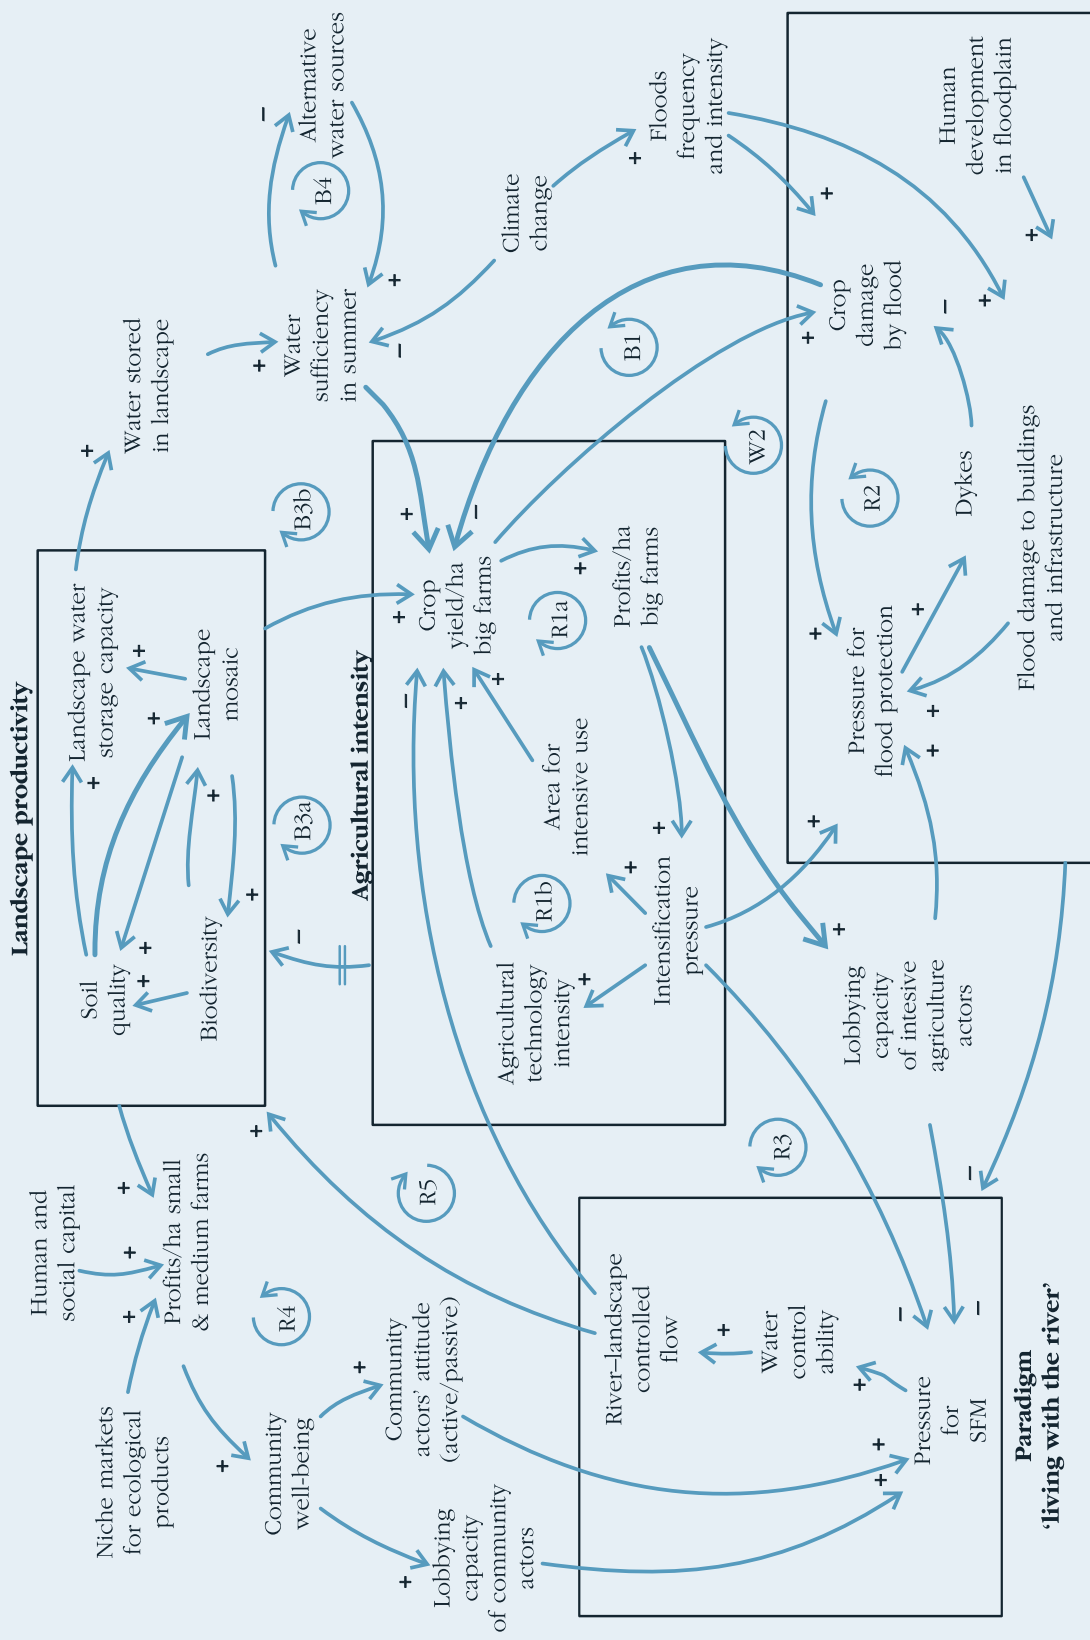 Landscape productivity
Human and
social capital
Niche markets
for ecological
products
Profits/ha small
& medium farms
Soil
quality
Biodiversity
Landscape water
storage capacity
Landscape
mosaic
Water stored
in landscape
Alternative
water sources
B4
Water
sufficiency
in summer
R4
B3a
B3b
Community
well-being
Community
actors' attitude
(active/passive)
Lobbying
capacity
of community
actors
R5
Agricultural intensity
Crop
yield/ha
big farms
Agricultural
technology
intensity
R1b
Area for
intensive use
R1a
Profits/ha
big farms
Intensification
pressure
Climate
change
Floods
frequency
and intensity
B1
W2
R3
River–landscape
controlled
flow
Water
control
ability
Pressure
for
SFM
Paradigm
'living with the river'
Lobbying
capacity
of intesive
agriculture
actors
Crop
damage
by flood
R2
Pressure for
flood protection
Dykes
Human
development
in floodplain
Flood damage to buildings
and infrastructure